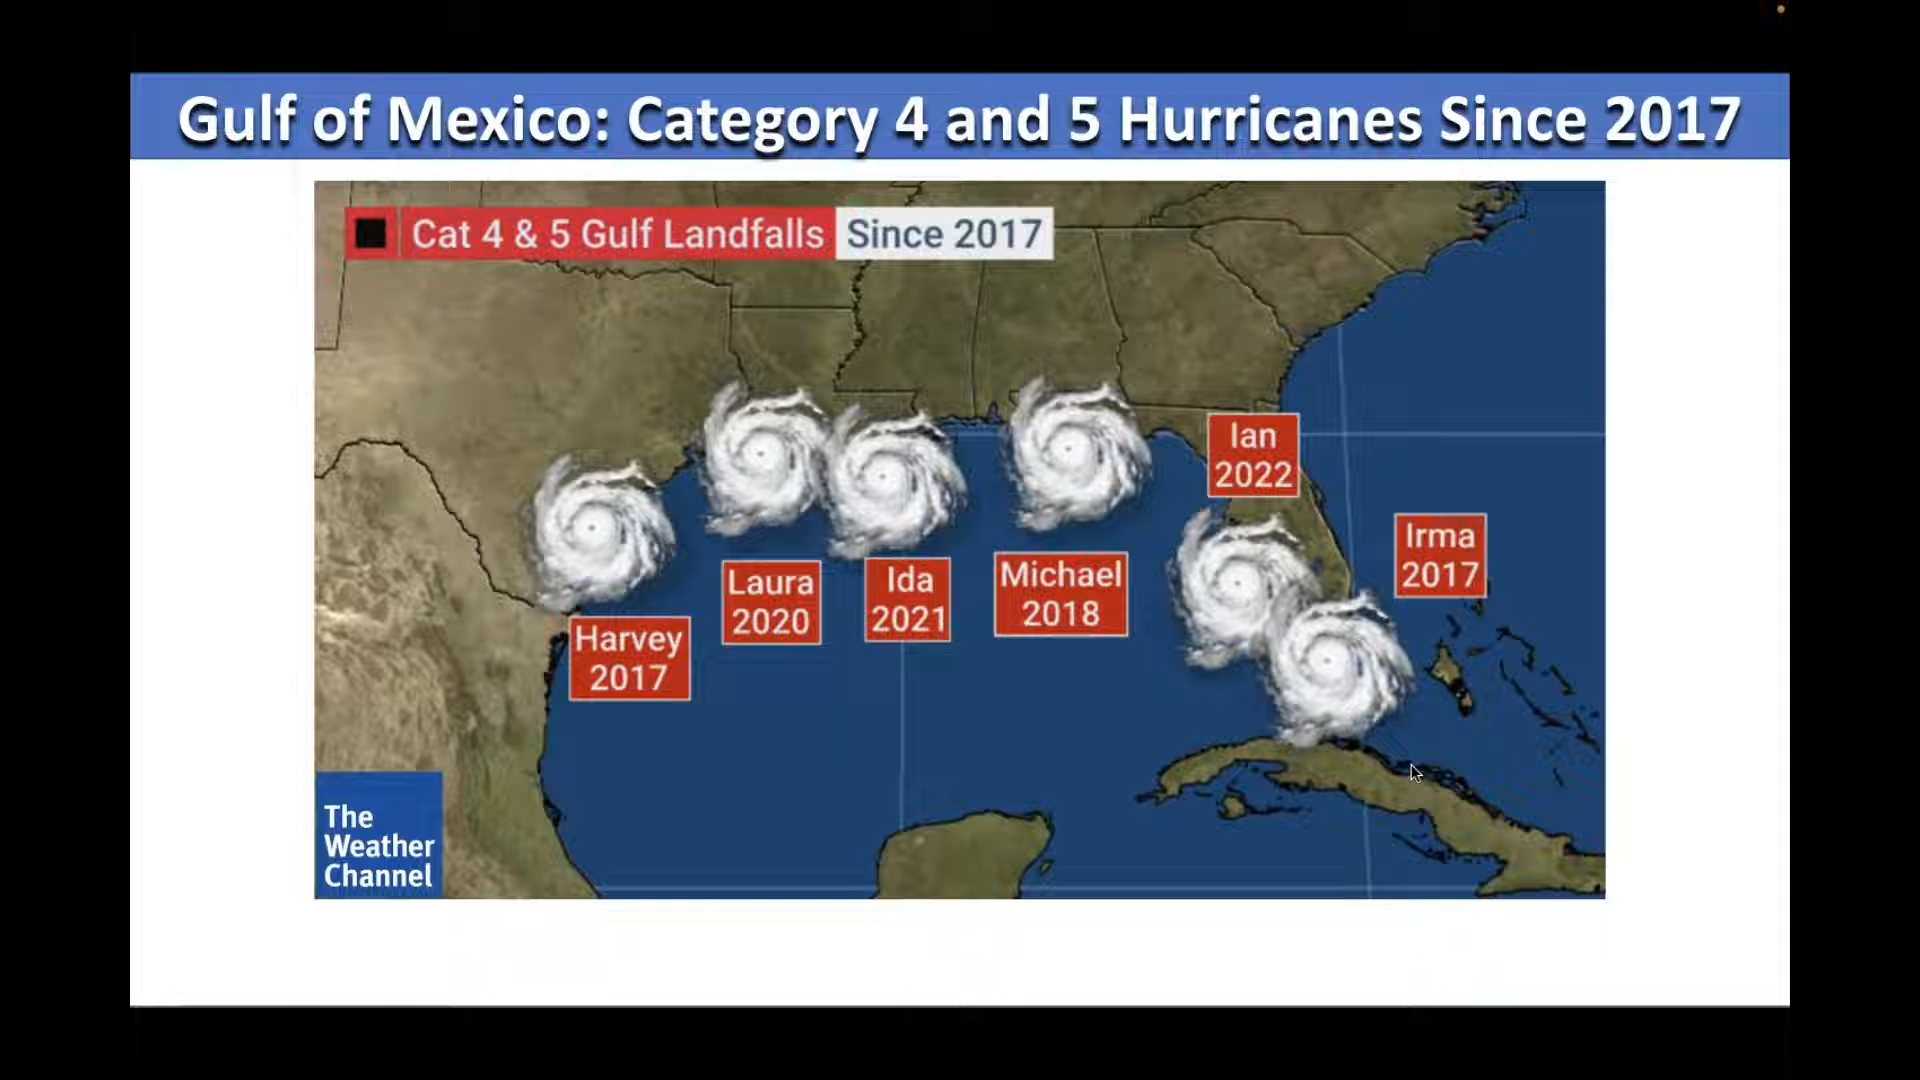 Gulf of Mexico: Category 4 and 5 Hurricanes Since 2017
Cat 4 & 5 Gulf Landfalls Since 2017
Ian
2022
Irma
2017
Laura
2020
Ida
2021
Michael
2018
Harvey
2017
The
Weather
Channel